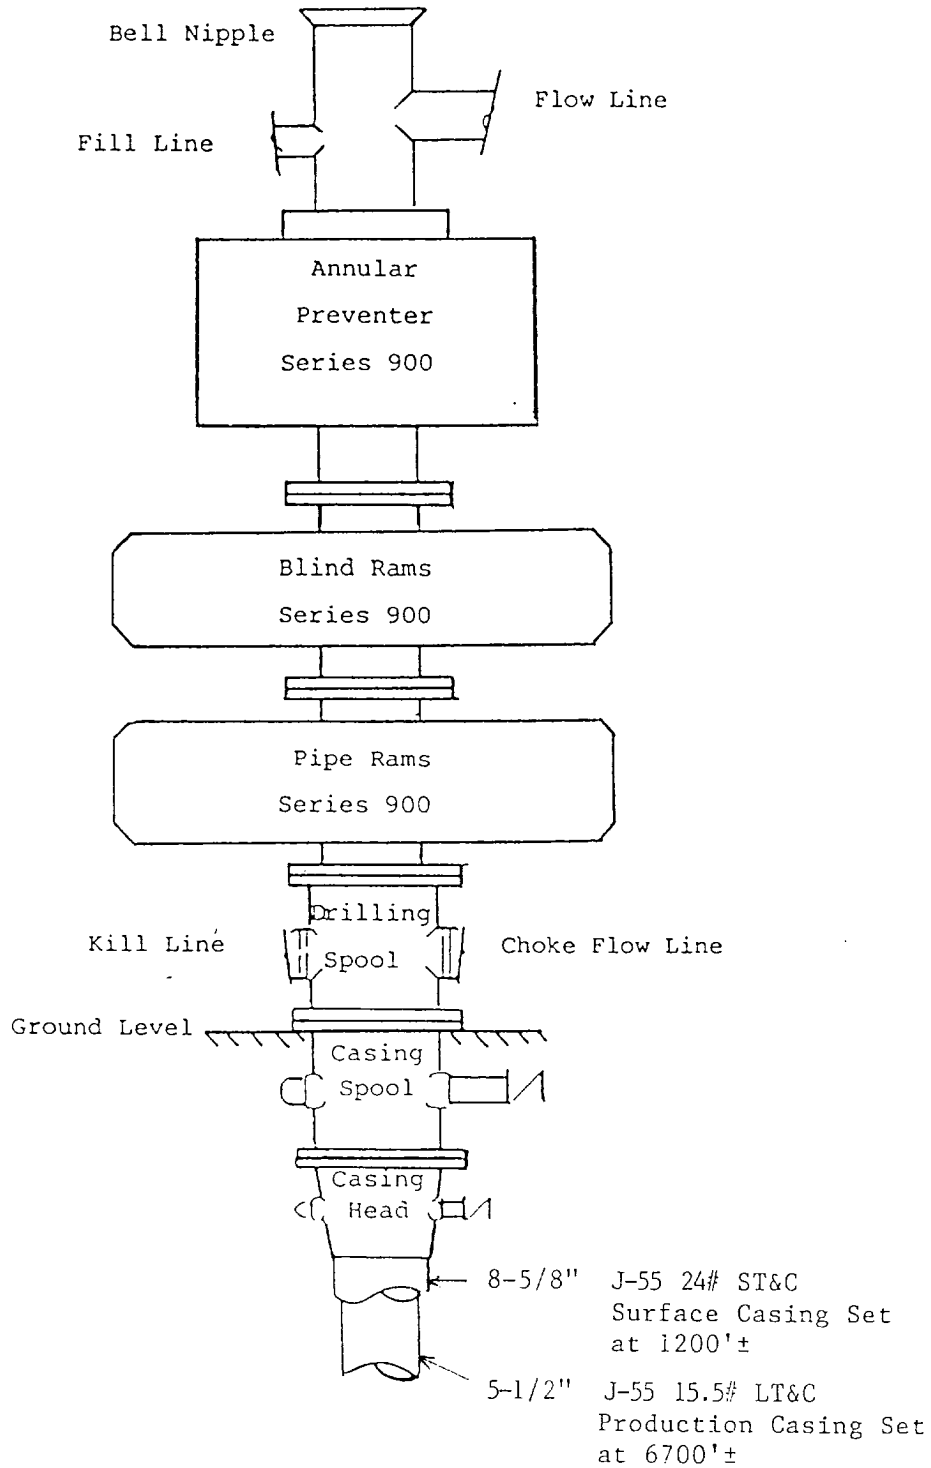 Bell Nipple
Flow Line
Fill Line
Annular
Preventer
Series 900
Blind Rams
Series 900
Pipe Rams
Series 900
Drilling
Spool
Kill Line
Choke Flow Line
Ground Level
Casing
Spool
Casing
Head
8-5/8" J-55 24# ST&C
Surface Casing Set
at 1200'±
5-1/2" J-55 15.5# LT&C
Production Casing Set
at 6700'±